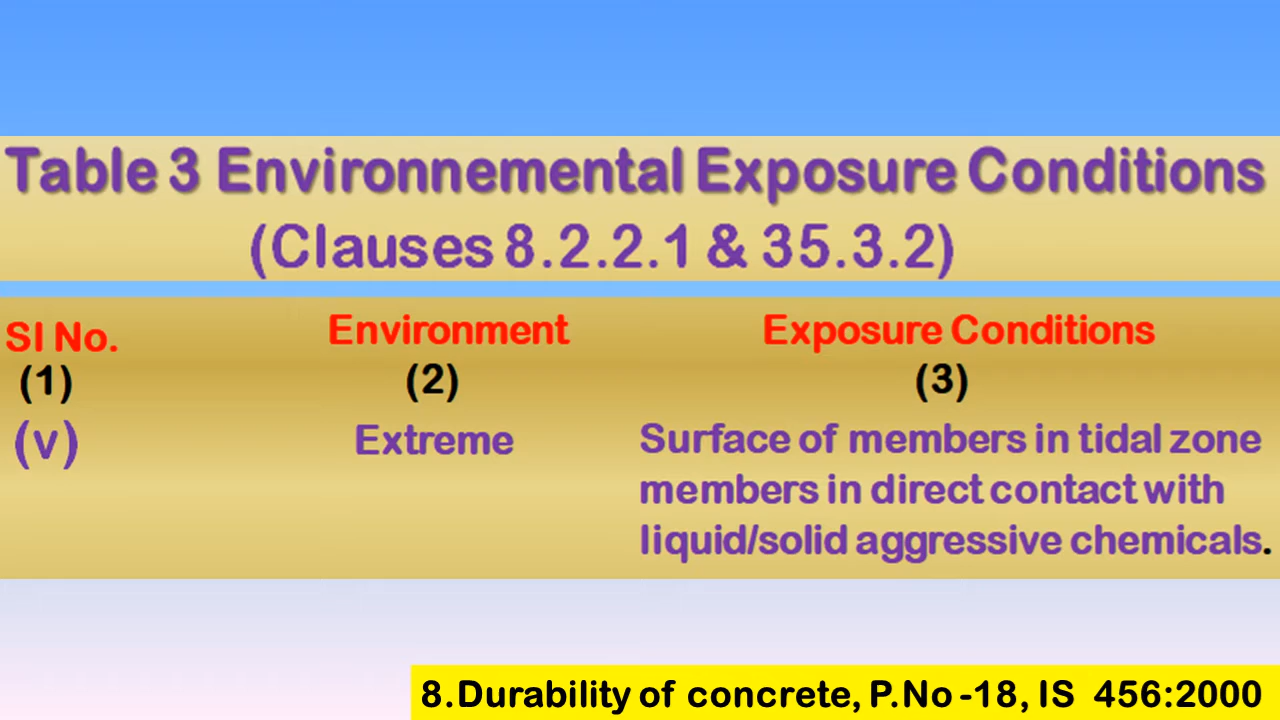 Table 3 Environnemental Exposure Conditions
(Clauses 8.2.2.1 & 35.3.2)
SI No. Environment Exposure Conditions
(1) (2) (3)
(v) Extreme Surface of members in tidal zone
members in direct contact with
liquid/solid aggressive chemicals.
8.Durability of concrete, P.No -18, IS 456:2000